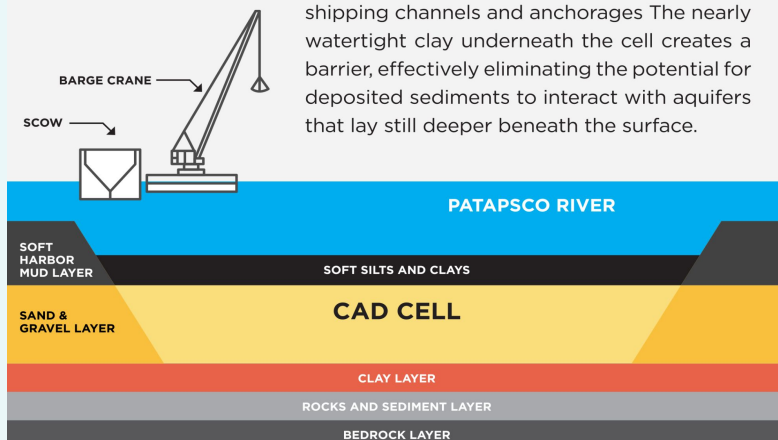 shipping channels and anchorages The nearly
watertight clay underneath the cell creates a
barrier, effectively eliminating the potential for
deposited sediments to interact with aquifers
that lay still deeper beneath the surface.
BARGE CRANE
SCOW
PATAPSCO RIVER
SOFT
HARBOR
MUD LAYER
SOFT SILTS AND CLAYS
SAND &
GRAVEL LAYER
CAD CELL
CLAY LAYER
ROCKS AND SEDIMENT LAYER
BEDROCK LAYER